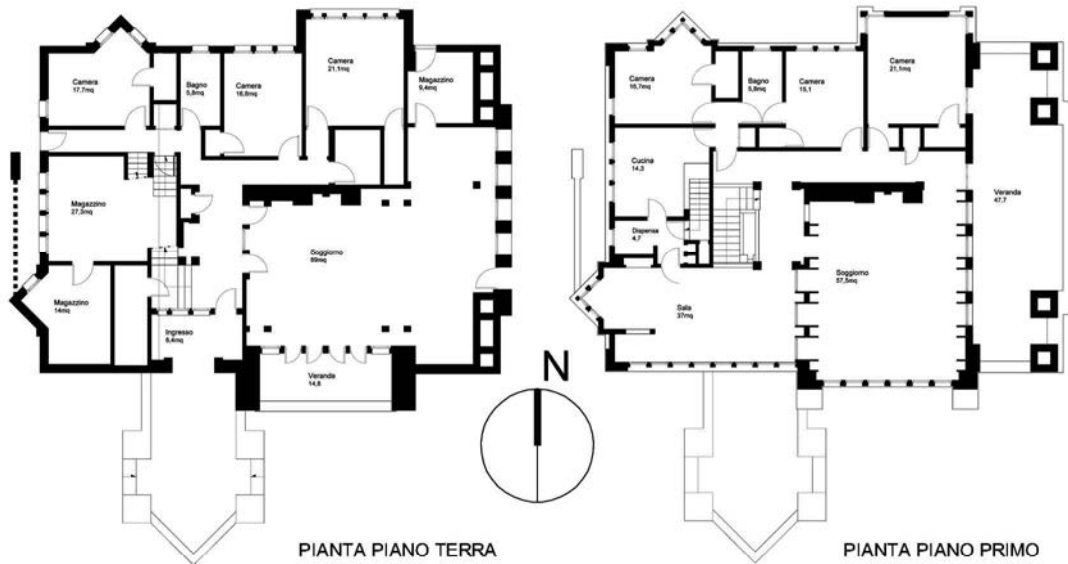 Camera
17,7mq
Bagno
5,8mq
Camera
16,8mq
Camera
21,1mq
Magazzino
9,4mq
Magazzino
27,3mq
Soggiorno
89mq
Magazzino
14mq
Ingresso
8,4mq
Veranda
14,8
PIANTA PIANO TERRA
N
Camera
16,7mq
Bagno
5,8mq
Camera
15,1
Camera
21,1mq
Cucina
14,3
Dispensa
4,7
Veranda
47,7
Soggiorno
57,5mq
Sala
37mq
PIANTA PIANO PRIMO